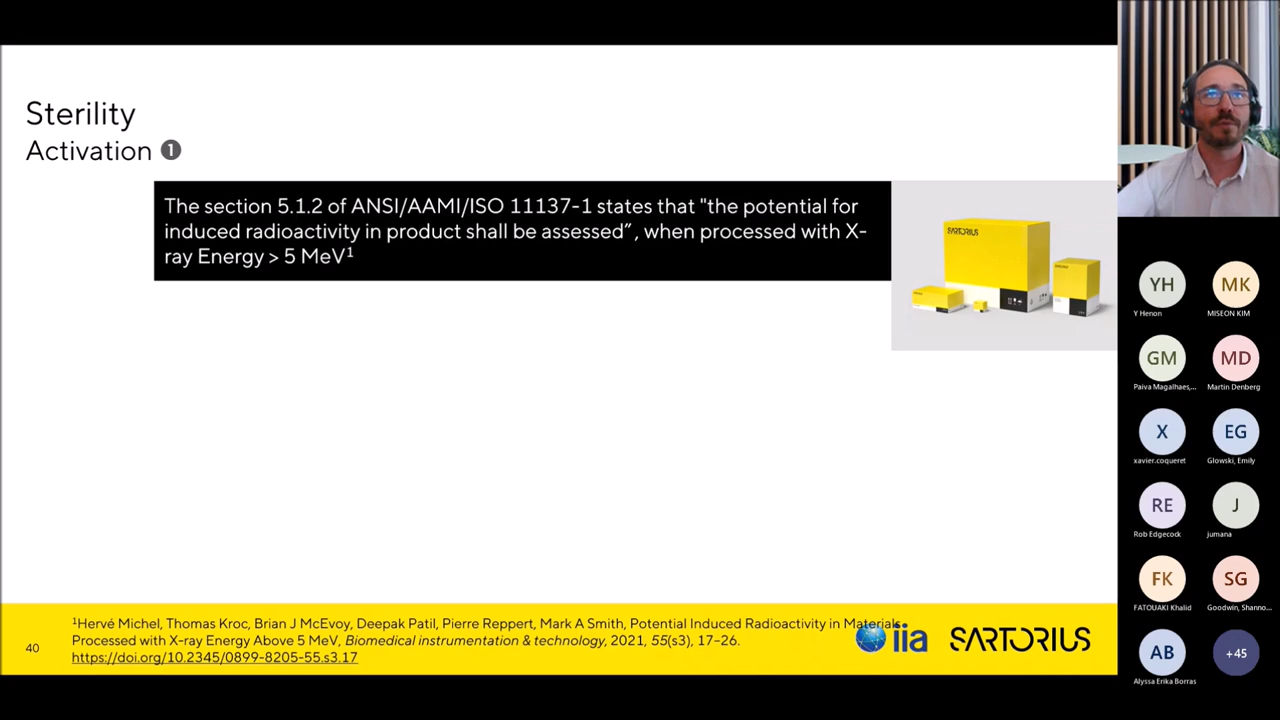 Sterility
Activation 1
The section 5.1.2 of ANSI/AAMI/ISO 11137-1 states that "the potential for
induced radioactivity in product shall be assessed”, when processed with X-
ray Energy > 5 MeV¹
SARTORIUS
¹Hervé Michel, Thomas Kroc, Brian J McEvoy, Deepak Patil, Pierre Reppert, Mark A Smith, Potential Induced Radioactivity in Materials
Processed with X-ray Energy Above 5 MeV, Biomedical instrumentation & technology, 2021, 55(s3), 17–26.
https://doi.org/10.2345/0899-8205-55.s3.17
40
iia
SARTORIUS
YH
Y Henon
MK
MISEON KIM
GM
Paiva Magalhaes,...
MD
Martin Denberg
X
xavier.coqueret
EG
Glowski, Emily
RE
Rob Edgecock
J
jumana
FK
FATOUAKI Khalid
SG
Goodwin, Shanno...
AB
Alyssa Erika Borras
+45